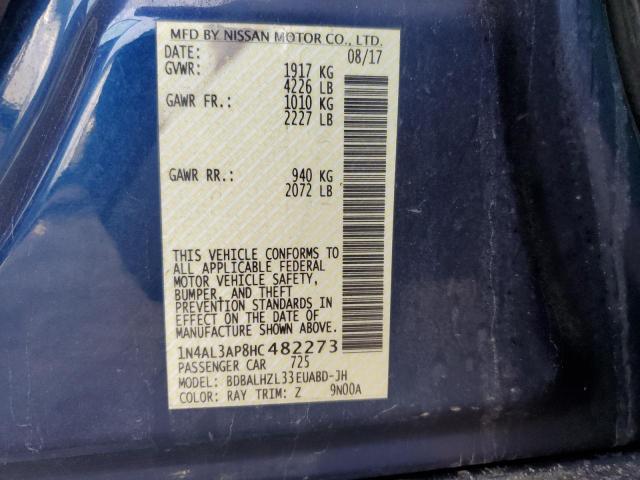 MFD BY NISSAN MOTOR CO., LTD.
DATE: 08/17
GVWR: 1917 KG
4226 LB
GAWR FR.: 1010 KG
2227 LB
GAWR RR.: 940 KG
2072 LB
THIS VEHICLE CONFORMS TO
ALL APPLICABLE FEDERAL
MOTOR VEHICLE SAFETY,
BUMPER, AND THEFT
PREVENTION STANDARDS IN
EFFECT ON THE DATE OF
MANUFACTURE SHOWN ABOVE.
1N4AL3AP8HC482273
PASSENGER CAR 725
MODEL: BDBALHZL33EUABD-JH
COLOR: RAY TRIM: Z 9N00A